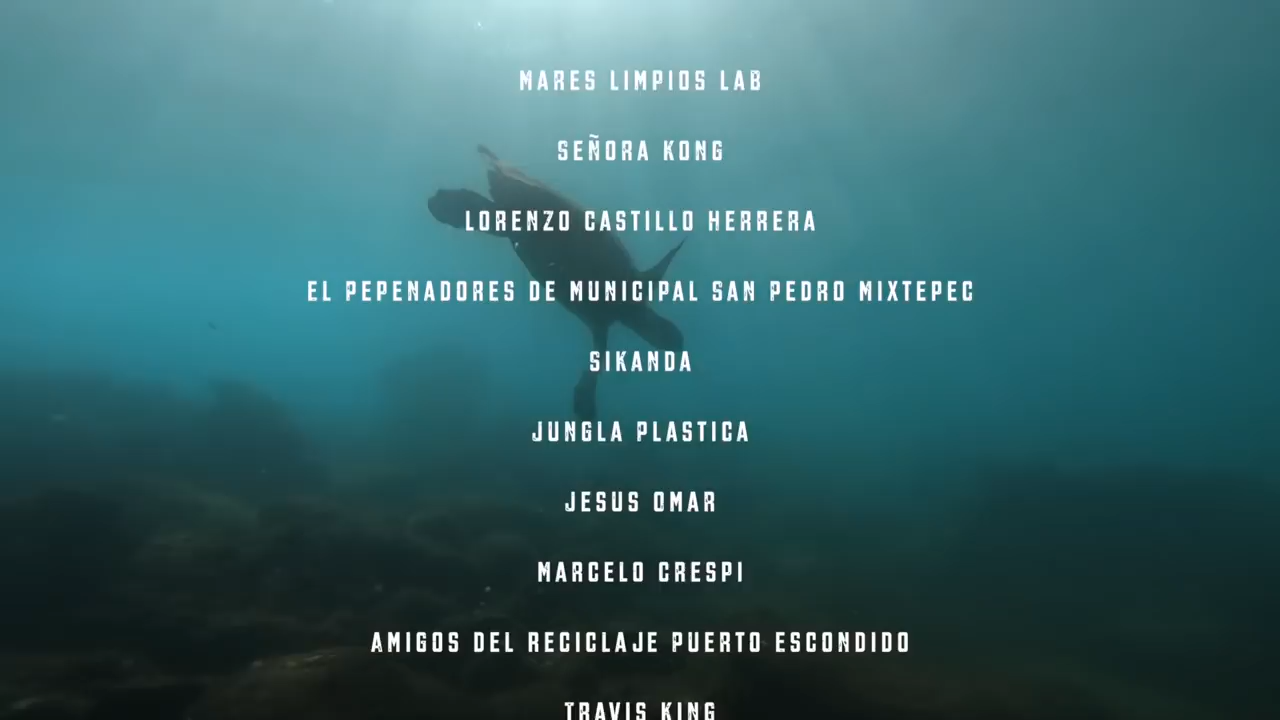 MARES LIMPIOS LAB
SEÑORA KONG
LORENZO CASTILLO HERRERA
EL PEPENADORES DE MUNICIPAL SAN PEDRO MIXTEPEC
SIKANDA
JUNGLA PLASTICA
JESUS OMAR
MARCELO CRESPI
AMIGOS DEL RECICLAJE PUERTO ESCONDIDO
TRAVIS KING